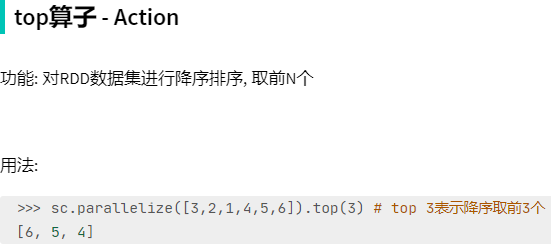 top算子 - Action
功能: 对RDD数据集进行降序排序, 取前N个
用法:
>>> sc.parallelize([3,2,1,4,5,6]).top(3) # top 3表示降序取前3个
[6, 5, 4]